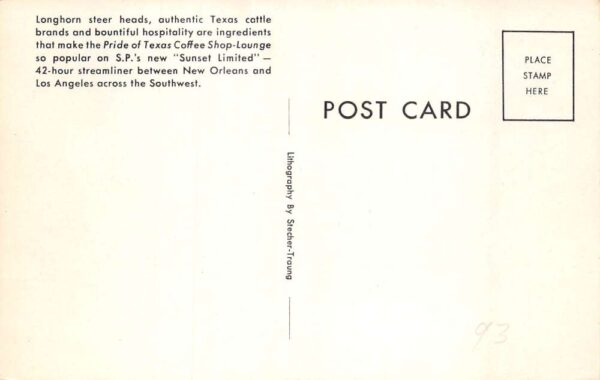 Longhorn steer heads, authentic Texas cattle
brands and bountiful hospitality are ingredients
that make the Pride of Texas Coffee Shop-Lounge
so popular on S.P.'s new "Sunset Limited" —
42-hour streamliner between New Orleans and
Los Angeles across the Southwest.
POST CARD
PLACE
STAMP
HERE
Lithography By Stecher-Traung
93